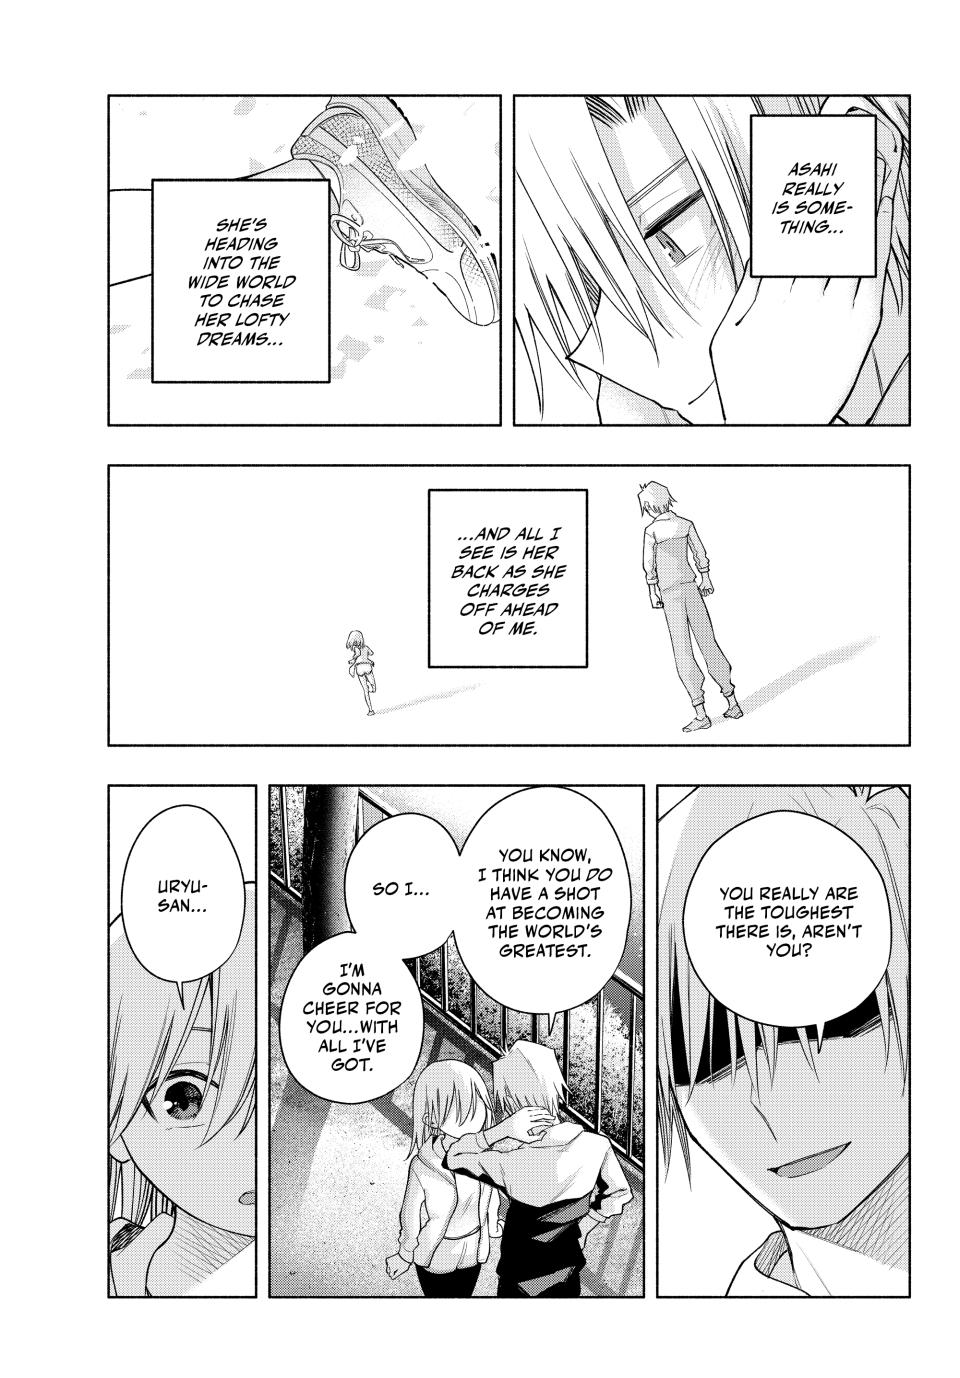 ASAHI
REALLY
IS SOME-
THING...
SHE'S
HEADING
INTO THE
WIDE WORLD
TO CHASE
HER LOFTY
DREAMS...
...AND ALL I
SEE IS HER
BACK AS SHE
CHARGES
OFF AHEAD
OF ME.
YOU REALLY ARE
THE TOUGHEST
THERE IS, AREN'T
YOU?
YOU KNOW,
I THINK YOU DO
HAVE A SHOT
AT BECOMING
THE WORLD'S
GREATEST.
SO I...
I'M
GONNA
CHEER FOR
YOU...WITH
ALL I'VE
GOT.
URYU-
SAN...